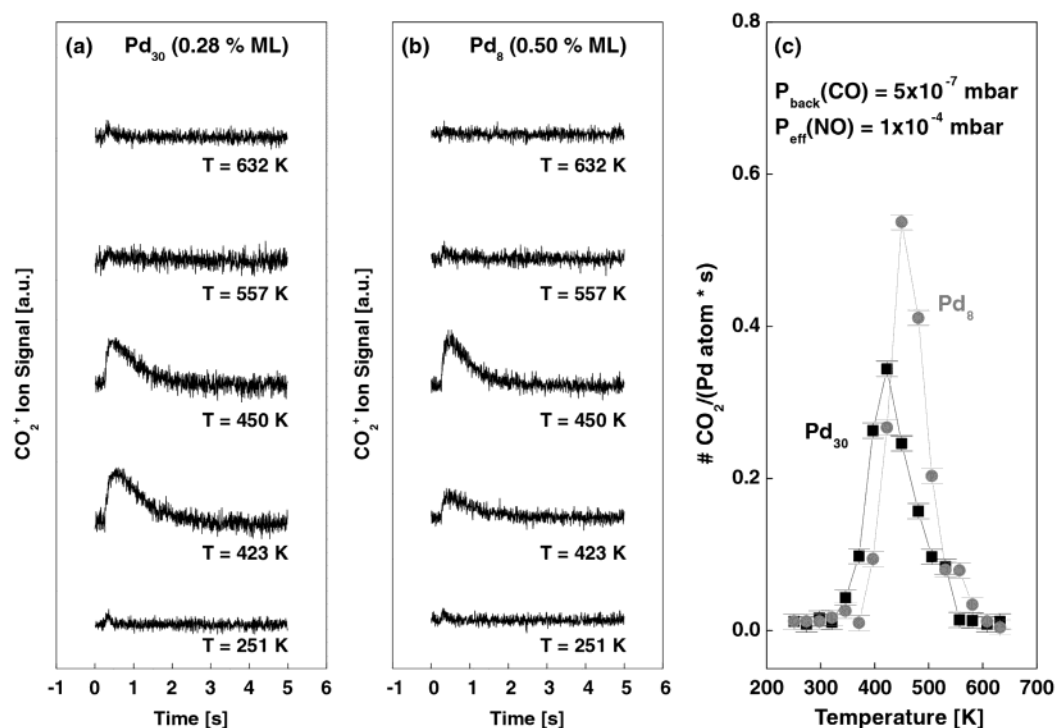 (a) Pd30 (0.28 % ML)
T = 632 K
T = 557 K
T = 450 K
T = 423 K
T = 251 K
CO2+ Ion Signal [a.u.]
-1 0 1 2 3 4 5 6
Time [s]
(b) Pd8 (0.50 % ML)
T = 632 K
T = 557 K
T = 450 K
T = 423 K
T = 251 K
CO2+ Ion Signal [a.u.]
-1 0 1 2 3 4 5 6
Time [s]
(c)
Pback(CO) = 5x10-7 mbar
Peff(NO) = 1x10-4 mbar
Pd8
Pd30
# CO2/(Pd atom * s)
0.8
0.6
0.4
0.2
0.0
200 300 400 500 600 700
Temperature [K]